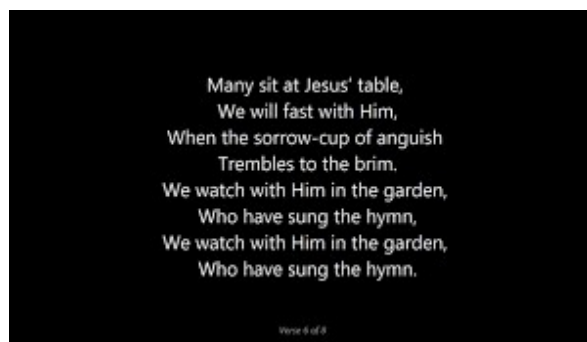 Many sit at Jesus' table,
We will fast with Him,
When the sorrow-cup of anguish
Trembles to the brim.
We watch with Him in the garden,
Who have sung the hymn,
We watch with Him in the garden,
Who have sung the hymn.
Verse 6 of 8